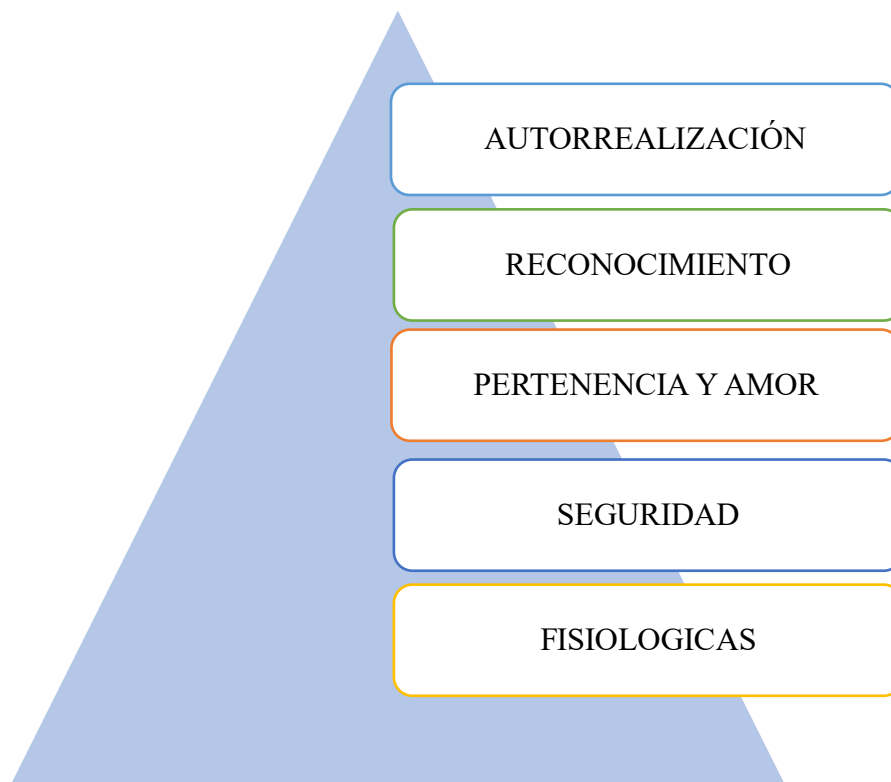 AUTORREALIZACIÓN
RECONOCIMIENTO
PERTENENCIA Y AMOR
SEGURIDAD
FISIOLOGICAS